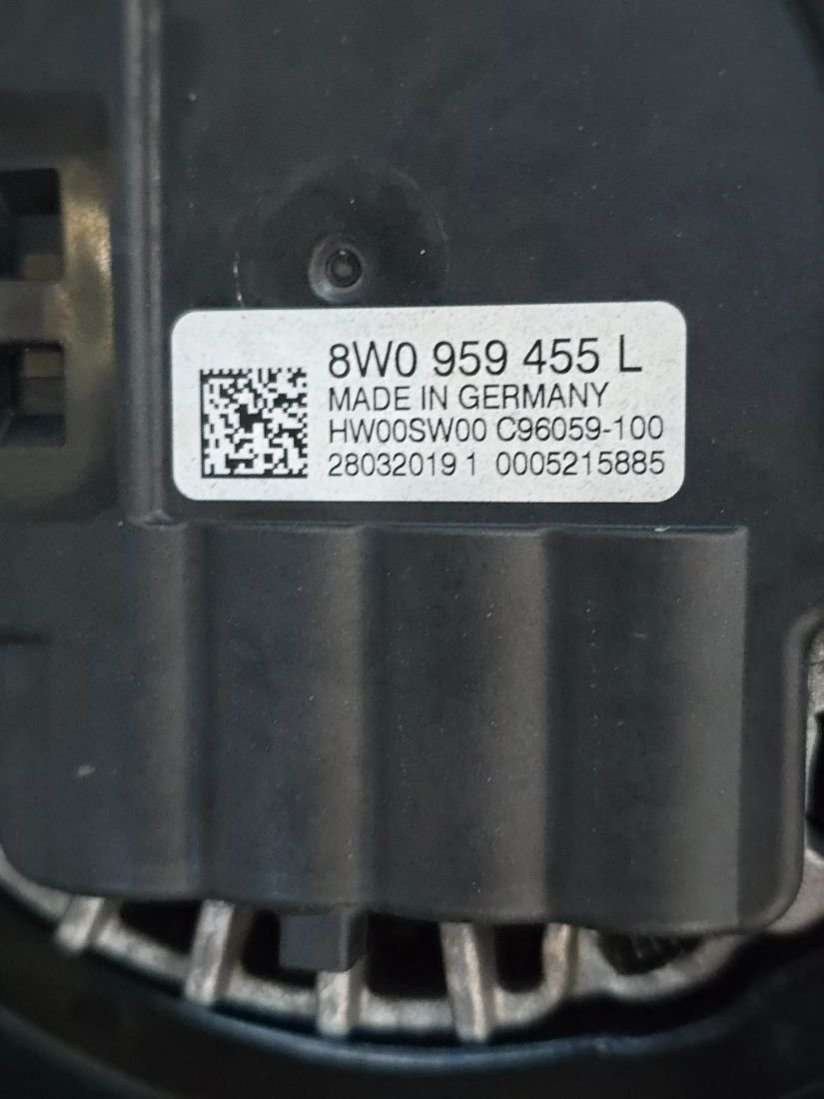 8W0 959 455 L
MADE IN GERMANY
HW00SW00 C96059-100
28032019 1 0005215885